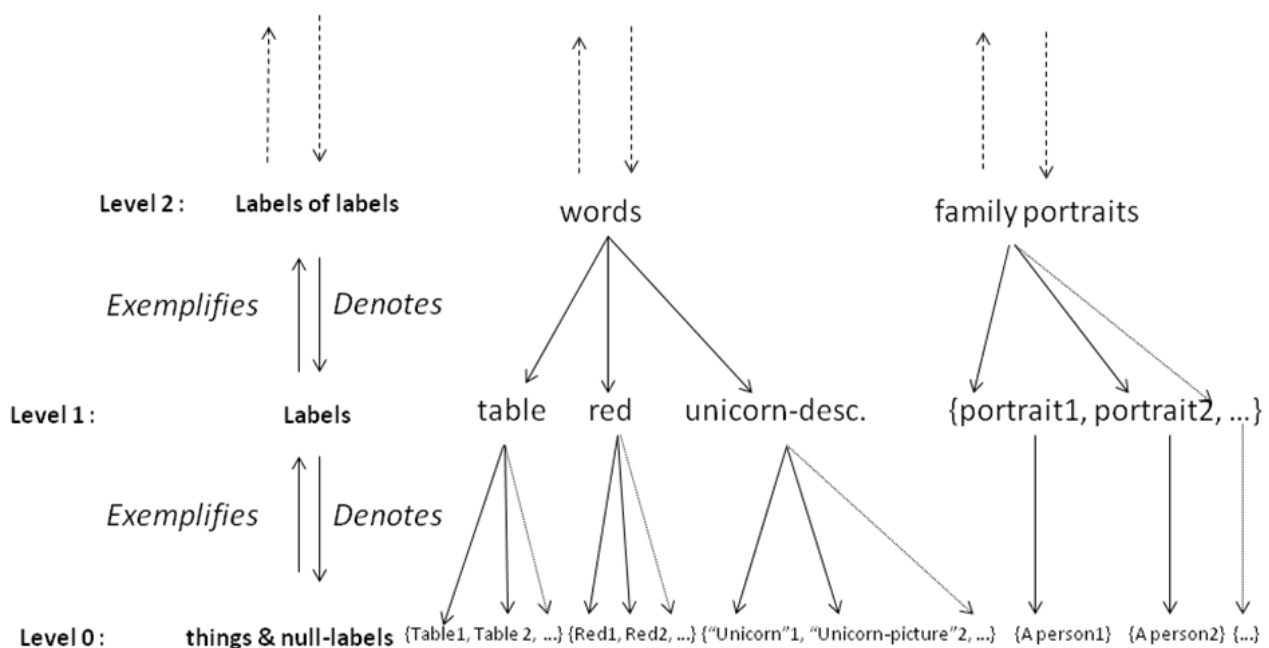 Level 2 : Labels of labels words family portraits
Exemplifies Denotes
Level 1 : Labels table red unicorn-desc. {portrait1, portrait2, ...}
Exemplifies Denotes
Level 0 : things & null-labels {Table1, Table 2, ...} {Red1, Red2, ...} {“Unicorn”1, “Unicorn-picture”2, ...} {A person1} {A person2} {...}